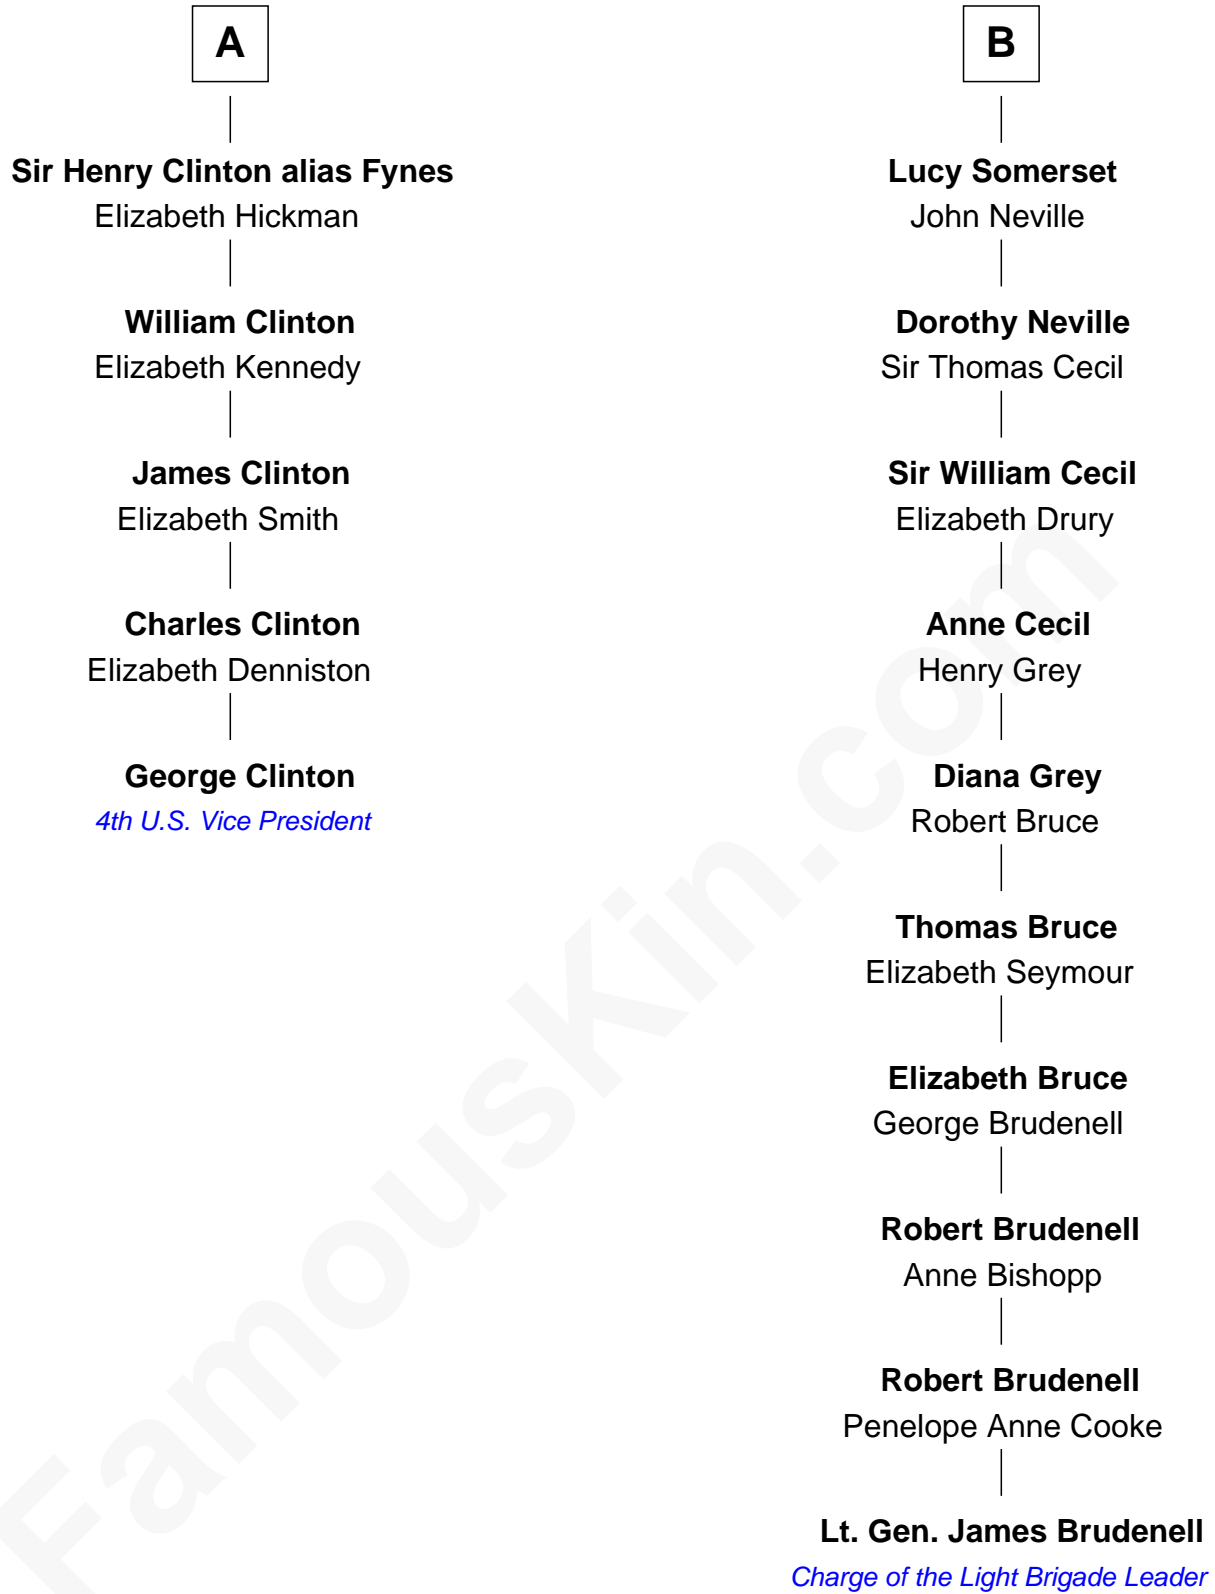 A
Sir Henry Clinton alias Fynes
Elizabeth Hickman
William Clinton
Elizabeth Kennedy
James Clinton
Elizabeth Smith
Charles Clinton
Elizabeth Denniston
George Clinton
4th U.S. Vice President
B
Lucy Somerset
John Neville
Dorothy Neville
Sir Thomas Cecil
Sir William Cecil
Elizabeth Drury
Anne Cecil
Henry Grey
Diana Grey
Robert Bruce
Thomas Bruce
Elizabeth Seymour
Elizabeth Bruce
George Brudenell
Robert Brudenell
Anne Bishopp
Robert Brudenell
Penelope Anne Cooke
Lt. Gen. James Brudenell
Charge of the Light Brigade Leader
FamousKin.com